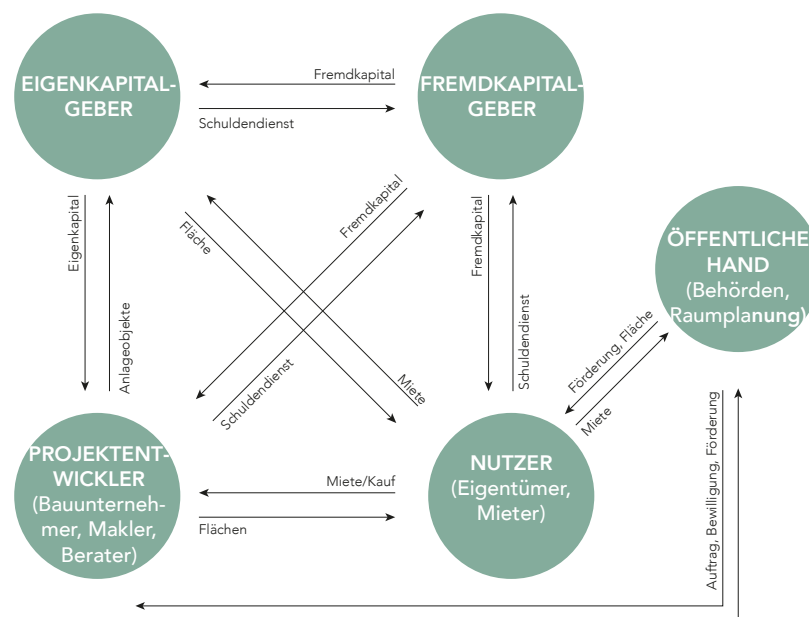 EIGENKAPITAL-
GEBER
Fremdkapital
Schuldendienst
FREMDKAPITAL-
GEBER
Eigenkapital
Anlageobjekte
Fläche
Miete
Fremdkapital
Schuldendienst
Fremdkapital
Schuldendienst
ÖFFENTLICHE
HAND
(Behörden,
Raumplanung)
Förderung, Fläche
Miete
PROJEKTENT-
WICKLER
(Bauunterneh-
mer, Makler,
Berater)
Miete/Kauf
Flächen
NUTZER
(Eigentümer,
Mieter)
Auftrag, Bewilligung, Förderung